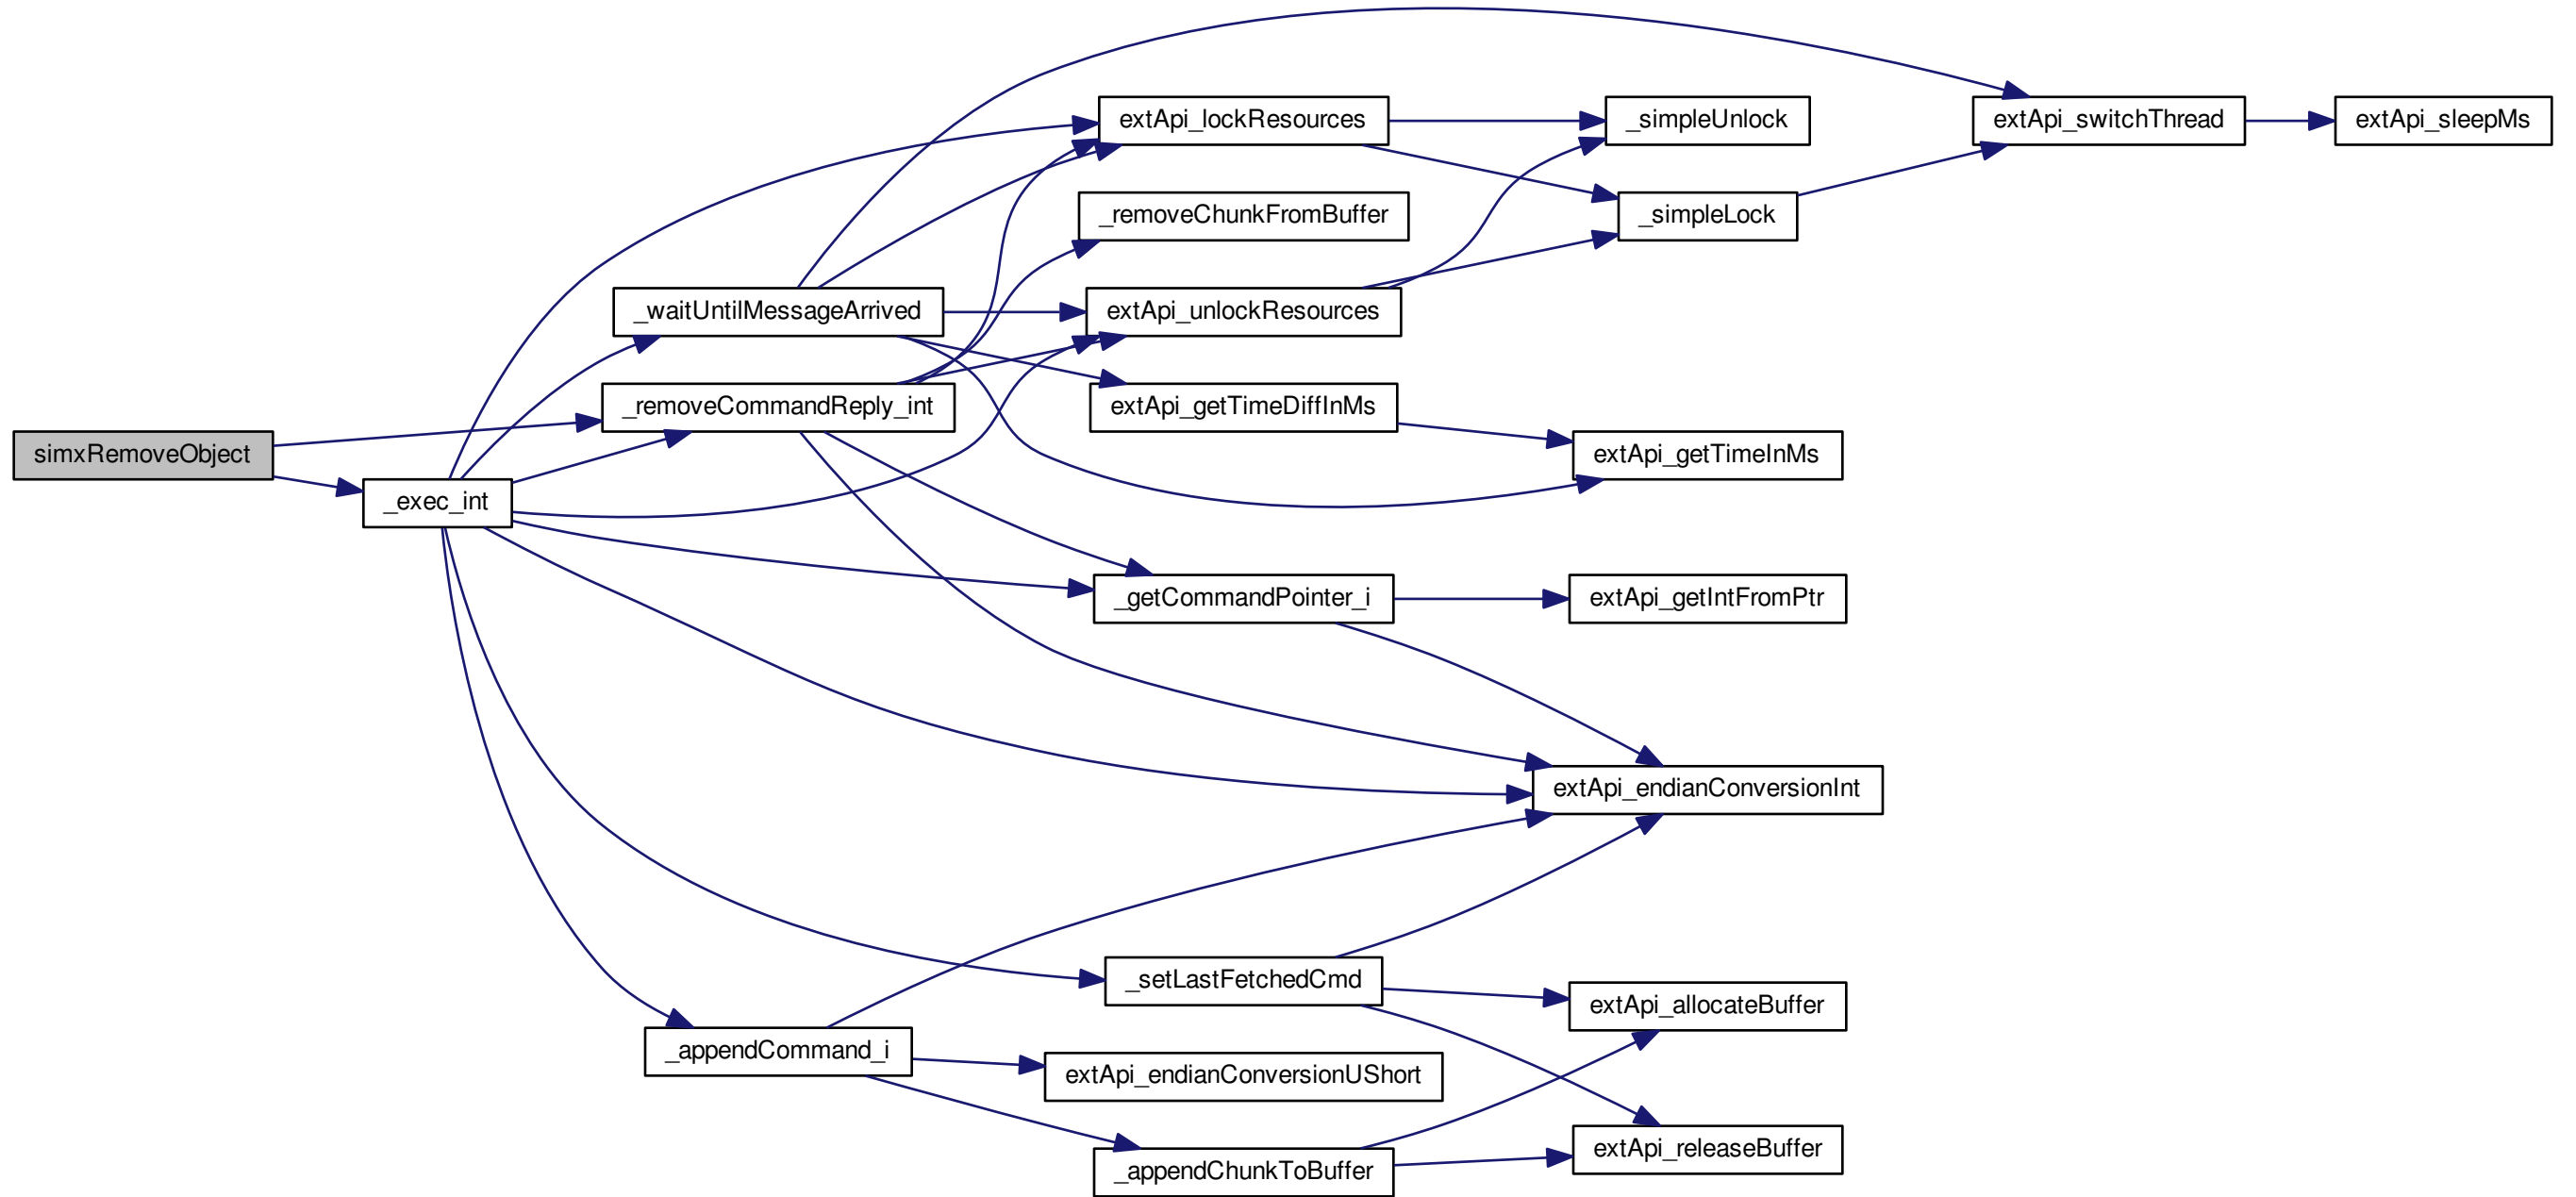 simxRemoveObject
_exec_int
_waitUntilMessageArrived
_removeCommandReply_int
_appendCommand_i
extApi_lockResources
_removeChunkFromBuffer
extApi_unlockResources
extApi_getTimeDiffInMs
_getCommandPointer_i
_setLastFetchedCmd
extApi_endianConversionUShort
_appendChunkToBuffer
_simpleUnlock
_simpleLock
extApi_getTimeInMs
extApi_getIntFromPtr
extApi_endianConversionInt
extApi_allocateBuffer
extApi_releaseBuffer
extApi_switchThread
extApi_sleepMs